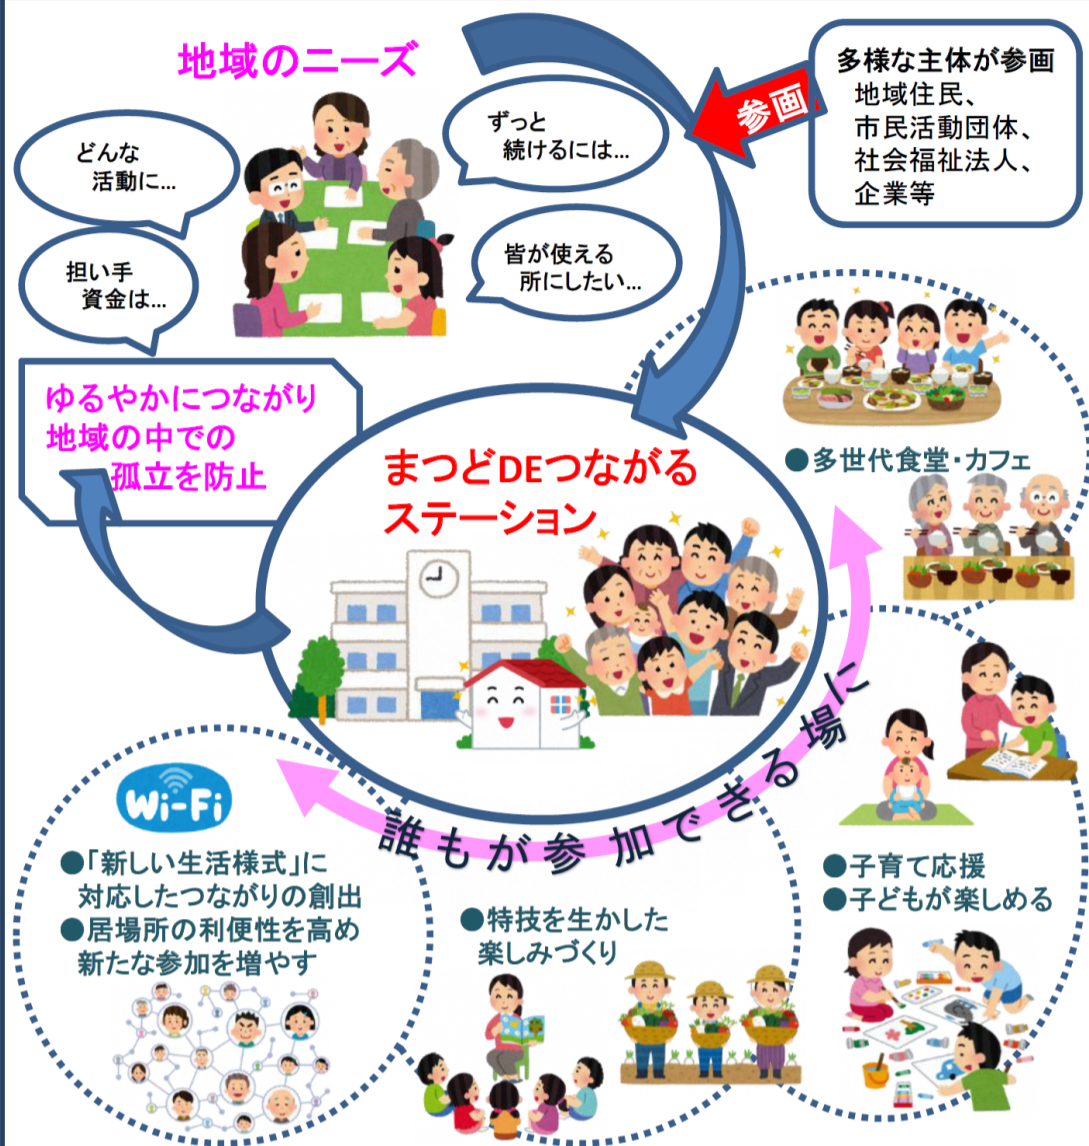 地域のニーズ
どんな
活動に…
ずっと
続けるには…
担い手
資金は…
皆が使える
所にしたい…
参画
多様な主体が参画
地域住民、
市民活動団体、
社会福祉法人、
企業等
ゆるやかにつながり
地域の中での
孤立を防止
まつどDEつながる
ステーション
●多世代食堂・カフェ
誰もが参加できる場に
Wi-Fi
●「新しい生活様式」に
対応したつながりの創出
●居場所の利便性を高め
新たな参加を増やす
●特技を生かした
楽しみづくり
●子育て応援
●子どもが楽しめる